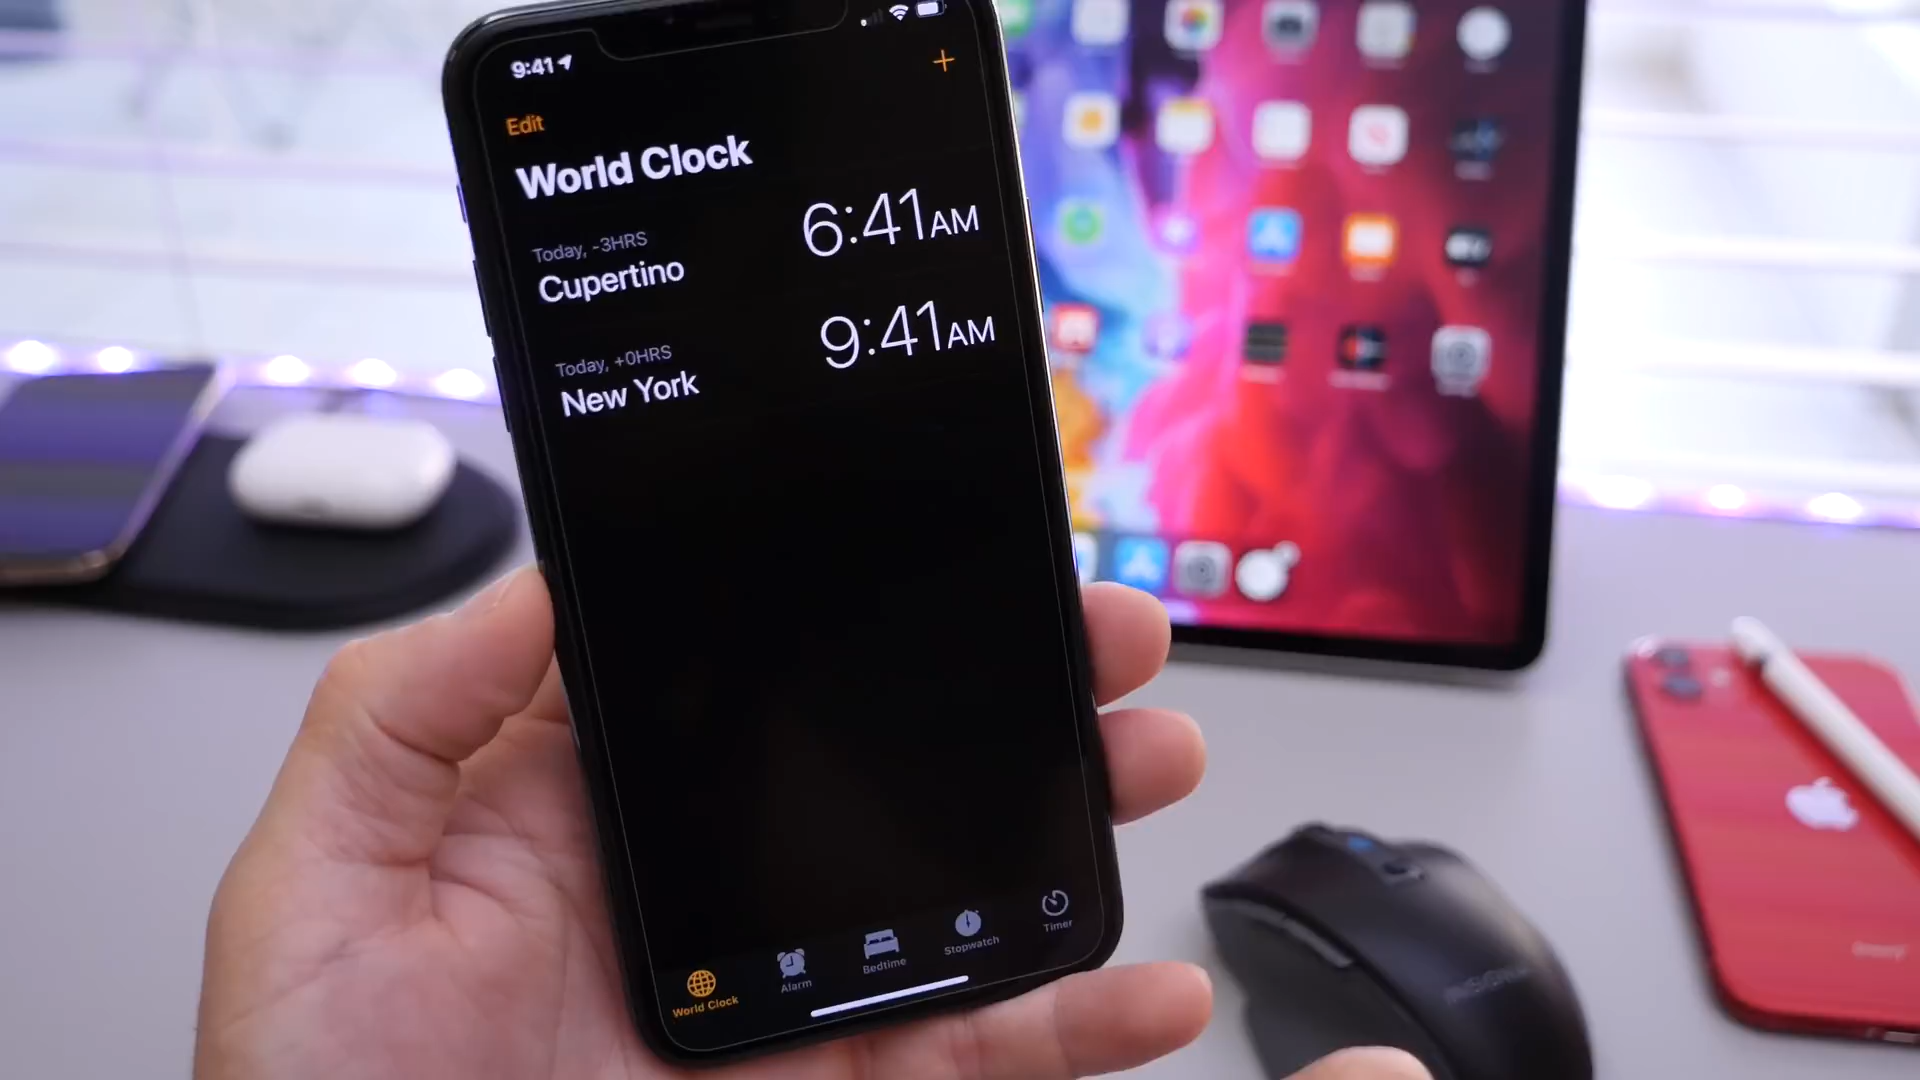 9:41
Edit
+
World Clock
Today, -3HRS
Cupertino
6:41AM
Today, +0HRS
New York
9:41AM
World Clock
Alarm
Bedtime
Stopwatch
Timer
INSIGNIA